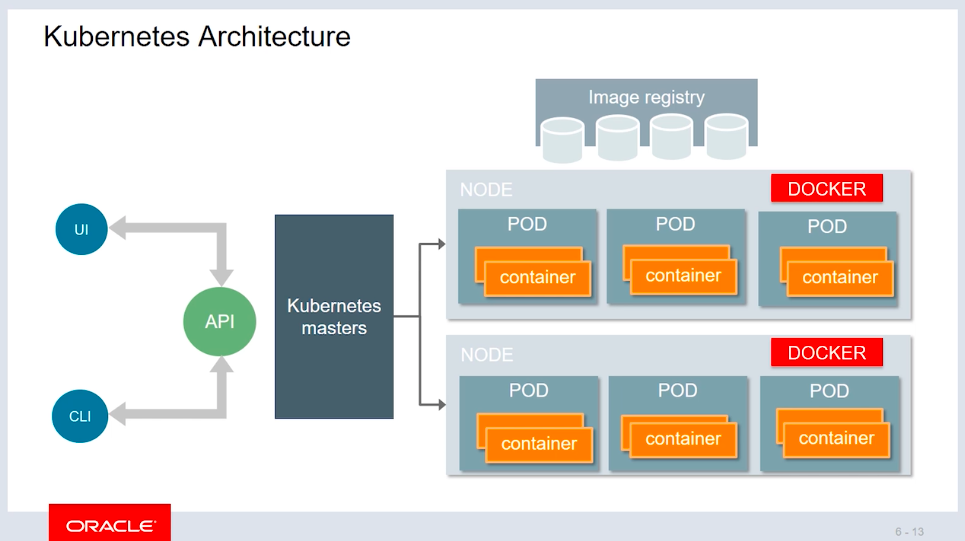 Kubernetes Architecture
Image registry
UI
API
CLI
Kubernetes
masters
NODE
DOCKER
POD
container
POD
container
POD
container
NODE
DOCKER
POD
container
POD
container
POD
container
ORACLE
6 - 13